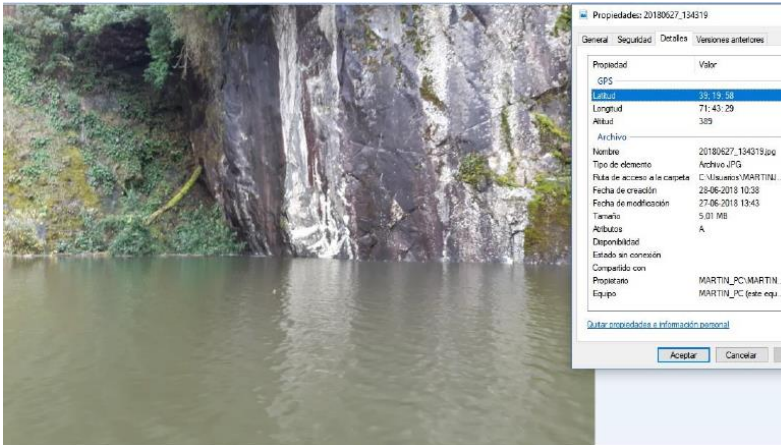 Propiedades: 20180627_134319
General Seguridad Detalles Versiones anteriores
Propiedad Valor
GPS
Latitud 39; 19; 58
Longitud 71; 43; 29
Altitud 389
Archivo
Nombre 20180627_134319.jpg
Tipo de elemento Archivo JPG
Ruta de acceso a la carpeta C:\Usuarios\MARTIN...
Fecha de creación 28-06-2018 10:38
Fecha de modificación 27-06-2018 13:43
Tamaño 5,01 MB
Atributos A
Disponibilidad
Estado sin conexión
Compartido con
Propietario MARTIN_PC\MARTIN...
Equipo MARTIN_PC (este equ...
Quitar propiedades e información personal
Aceptar Cancelar